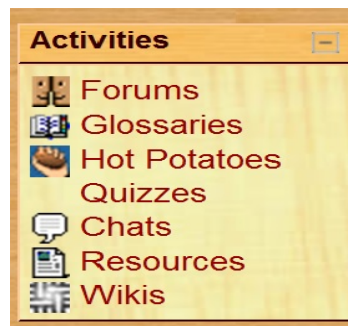 Activities
Forums
Glossaries
Hot Potatoes
Quizzes
Chats
Resources
Wikis